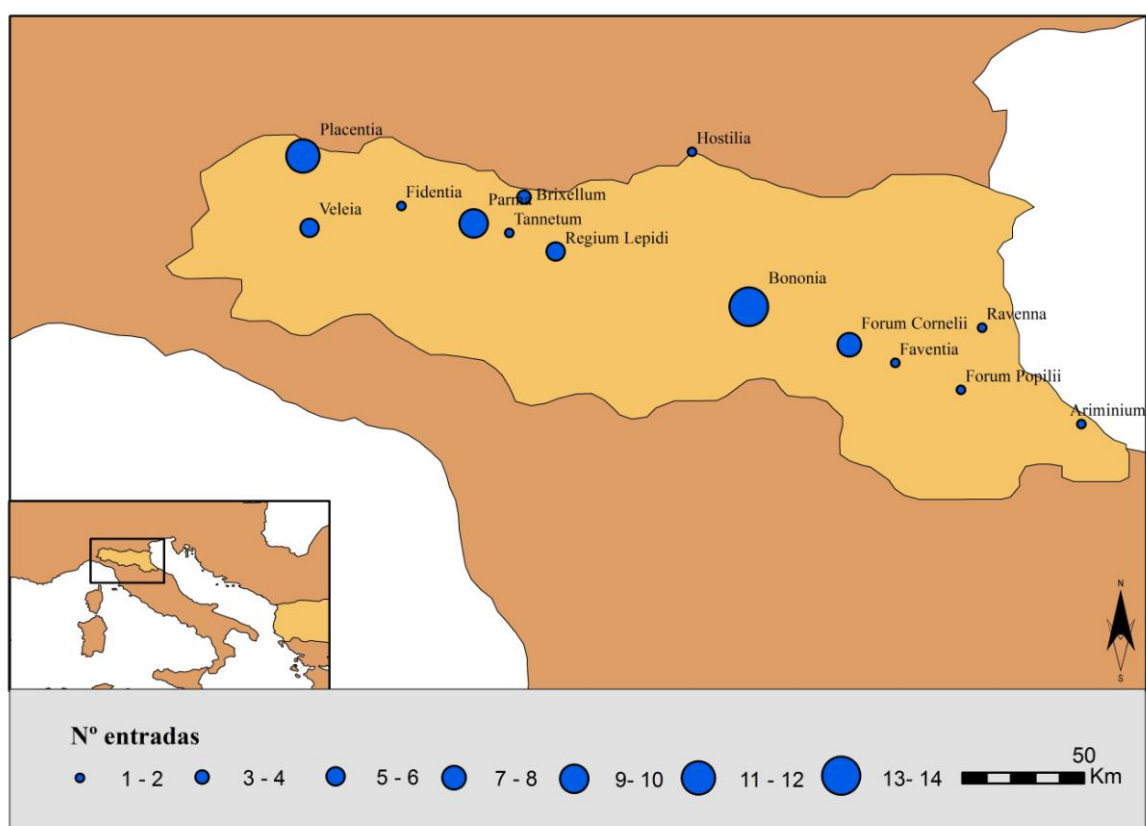 Placentia
Hostilia
Fidentia
Brixellum
Parma
Veleia
Tannetum
Regium Lepidi
Bononia
Forum Cornelii
Ravenna
Faventia
Forum Popilii
Ariminium
N
S
Nº entradas
1 - 2
3 - 4
5 - 6
7 - 8
9 - 10
11 - 12
13- 14
50
Km